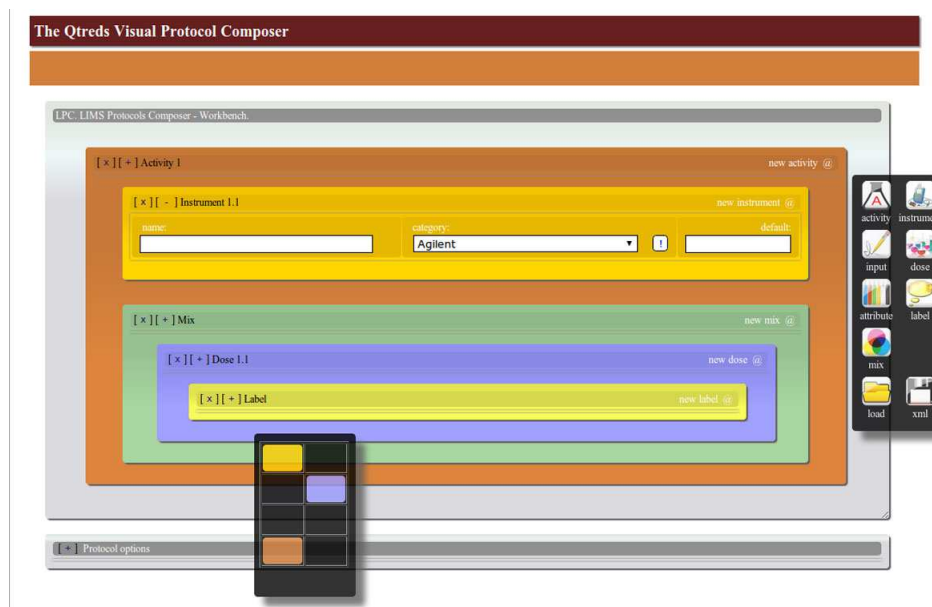 The Qtreds Visual Protocol Composer
LPC. LIMS Protocols Composer - Workbench.
[ x ][ + ] Activity 1 new activity @
[ x ][ - ] Instrument 1.1 new instrument @
name: category: default:
Agilent !
[ x ][ + ] Mix new mix @
[ x ][ + ] Dose 1.1 new dose @
[ x ][ + ] Label new label @
activity instrume
input dose
attribute label
mix
load xml
[ + ] Protocol options